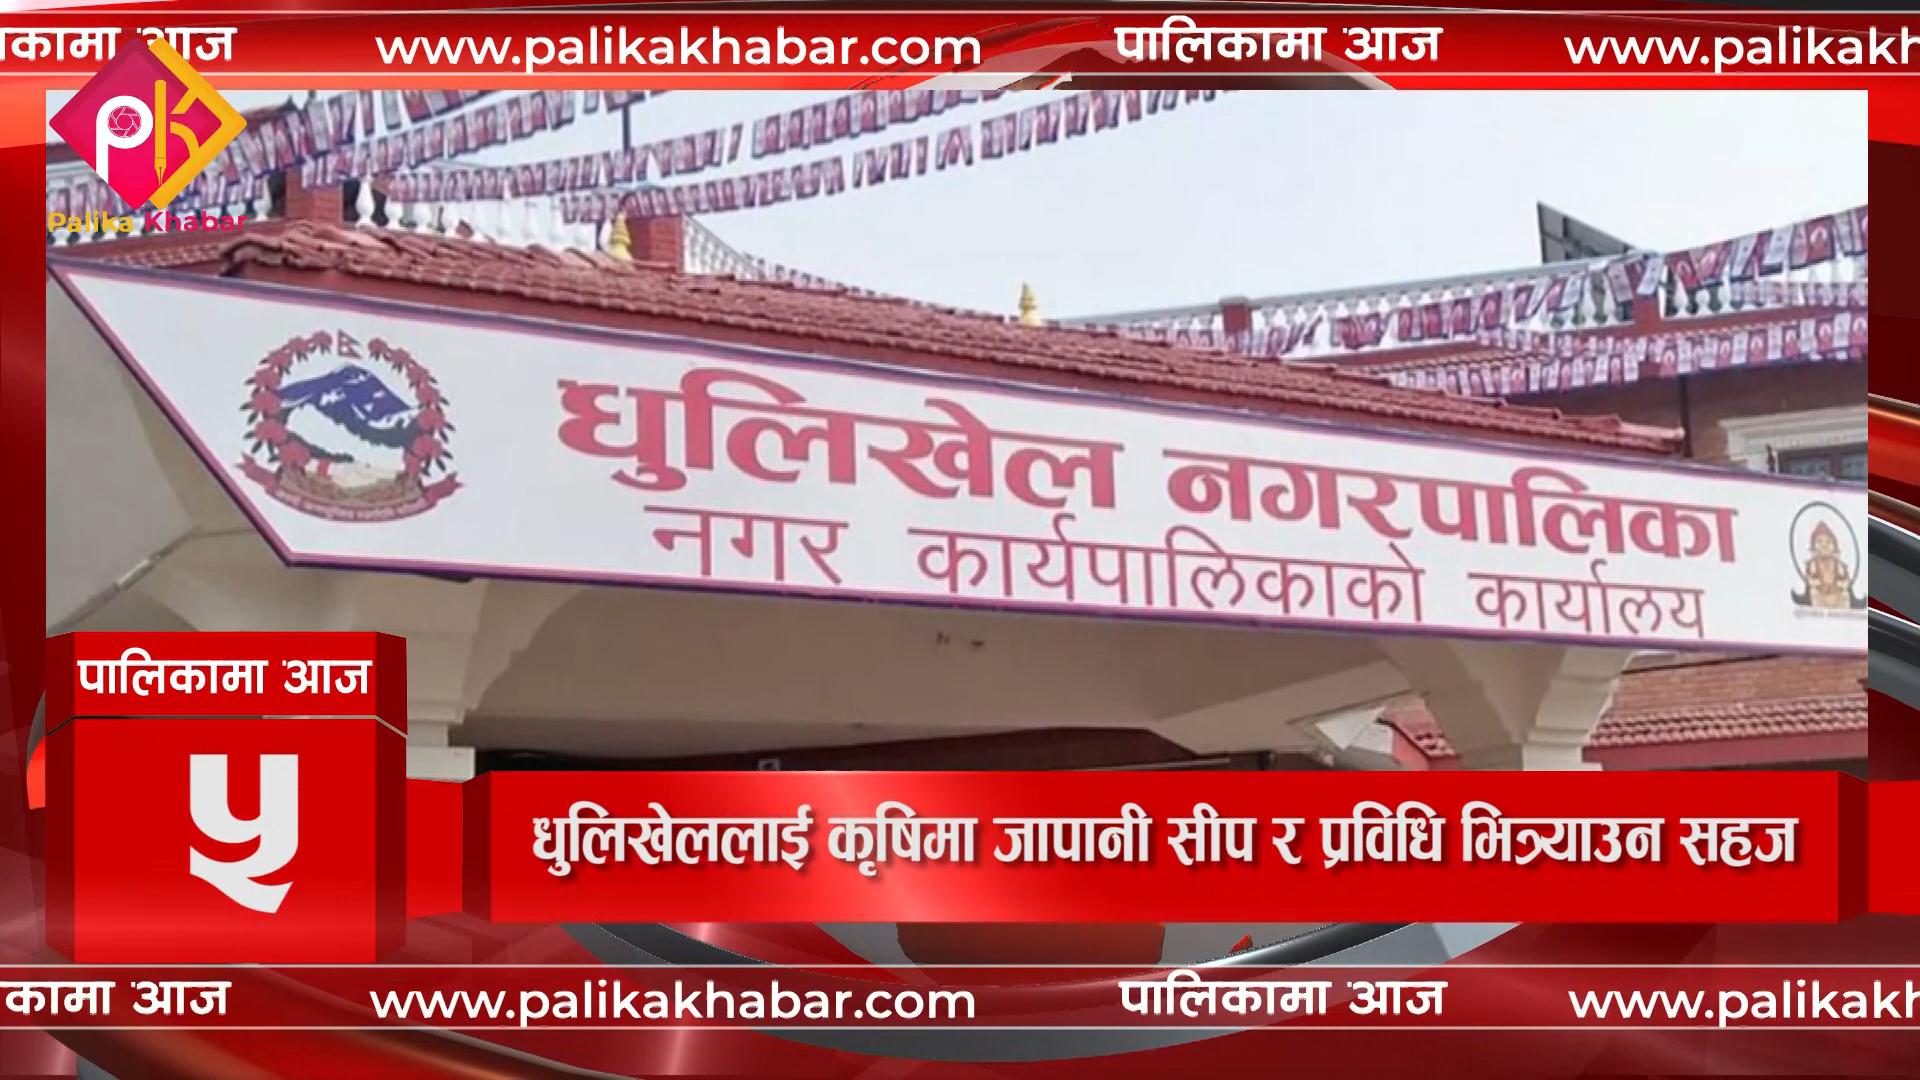 पालिकामा आज www.palikakhabar.com पालिकामा आज www.palikakh
Pk
Palika Khabar
धुलिखेल नगरपालिका
नगर कार्यपालिकाको कार्यालय
पालिकामा आज
५
धुलिखेललाई कृषिमा जापानी सीप र प्रविधि भित्र्याउन सहज
कामा आज www.palikakhabar.com पालिकामा आज www.palikakh